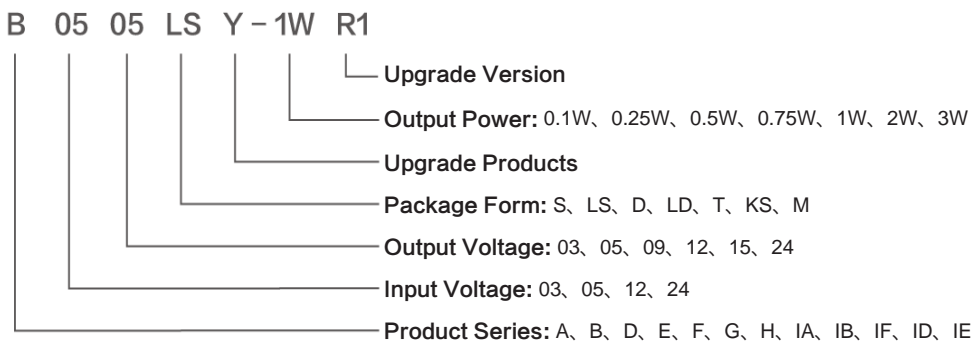 B 05 05 LS Y-1W R1
Upgrade Version
Output Power: 0.1W、0.25W、0.5W、0.75W、1W、2W、3W
Upgrade Products
Package Form: S、LS、D、LD、T、KS、M
Output Voltage: 03、05、09、12、15、24
Input Voltage: 03、05、12、24
Product Series: A、B、D、E、F、G、H、IA、IB、IF、ID、IE